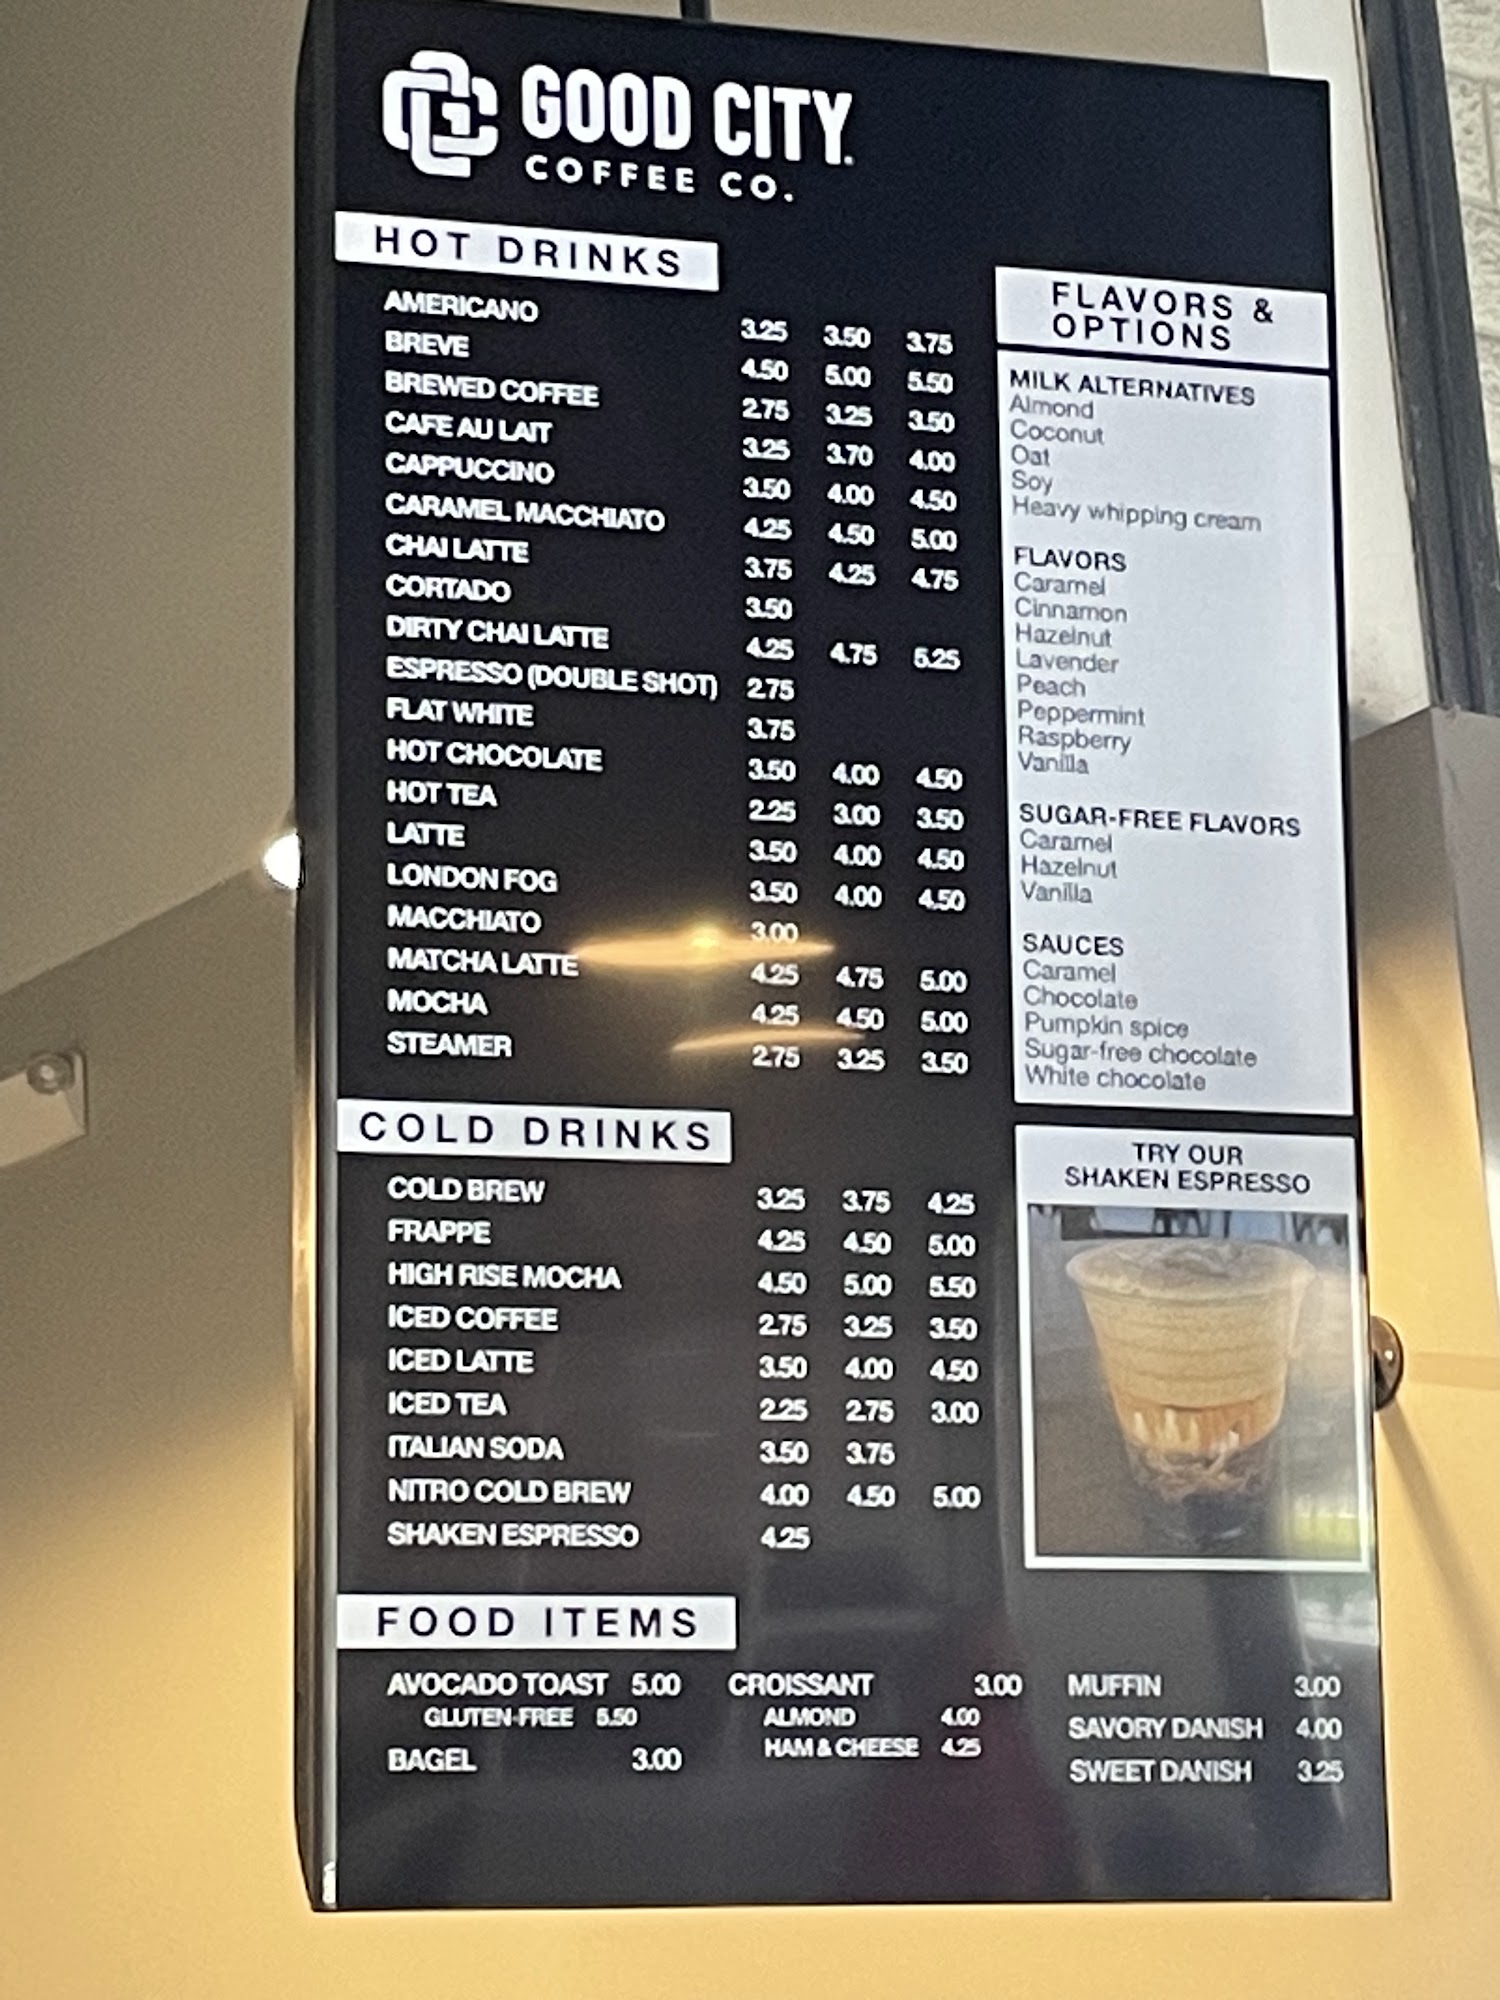 GOOD CITY
COFFEE CO.
HOT DRINKS
AMERICANO 3.25 3.50 3.75
BREVE 4.50 5.00 5.50
BREWED COFFEE 2.75 3.25 3.50
CAFE AU LAIT 3.25 3.70 4.00
CAPPUCCINO 3.50 4.00 4.50
CARAMEL MACCHIATO 4.25 4.50 5.00
CHAI LATTE 3.75 4.25 4.75
CORTADO 3.50
DIRTY CHAI LATTE 4.25 4.75 5.25
ESPRESSO (DOUBLE SHOT) 2.75
FLAT WHITE 3.75
HOT CHOCOLATE 3.50 4.00 4.50
HOT TEA 2.25 3.00 3.50
LATTE 3.50 4.00 4.50
LONDON FOG 3.50 4.00 4.50
MACCHIATO 3.00
MATCHA LATTE 4.25 4.75 5.00
MOCHA 4.25 4.50 5.00
STEAMER 2.75 3.25 3.50
COLD DRINKS
COLD BREW 3.25 3.75 4.25
FRAPPE 4.25 4.50 5.00
HIGH RISE MOCHA 4.50 5.00 5.50
ICED COFFEE 2.75 3.25 3.50
ICED LATTE 3.50 4.00 4.50
ICED TEA 2.25 2.75 3.00
ITALIAN SODA 3.50 3.75
NITRO COLD BREW 4.00 4.50 5.00
SHAKEN ESPRESSO 4.25
FLAVORS &
OPTIONS
MILK ALTERNATIVES
Almond
Coconut
Oat
Soy
Heavy whipping cream
FLAVORS
Caramel
Cinnamon
Hazelnut
Lavender
Peach
Peppermint
Raspberry
Vanilla
SUGAR-FREE FLAVORS
Caramel
Hazelnut
Vanilla
SAUCES
Caramel
Chocolate
Pumpkin spice
Sugar-free chocolate
White chocolate
TRY OUR
SHAKEN ESPRESSO
FOOD ITEMS
AVOCADO TOAST 5.00
GLUTEN-FREE 5.50
BAGEL 3.00
CROISSANT 3.00
ALMOND 4.00
HAM & CHEESE 4.25
MUFFIN 3.00
SAVORY DANISH 4.00
SWEET DANISH 3.25